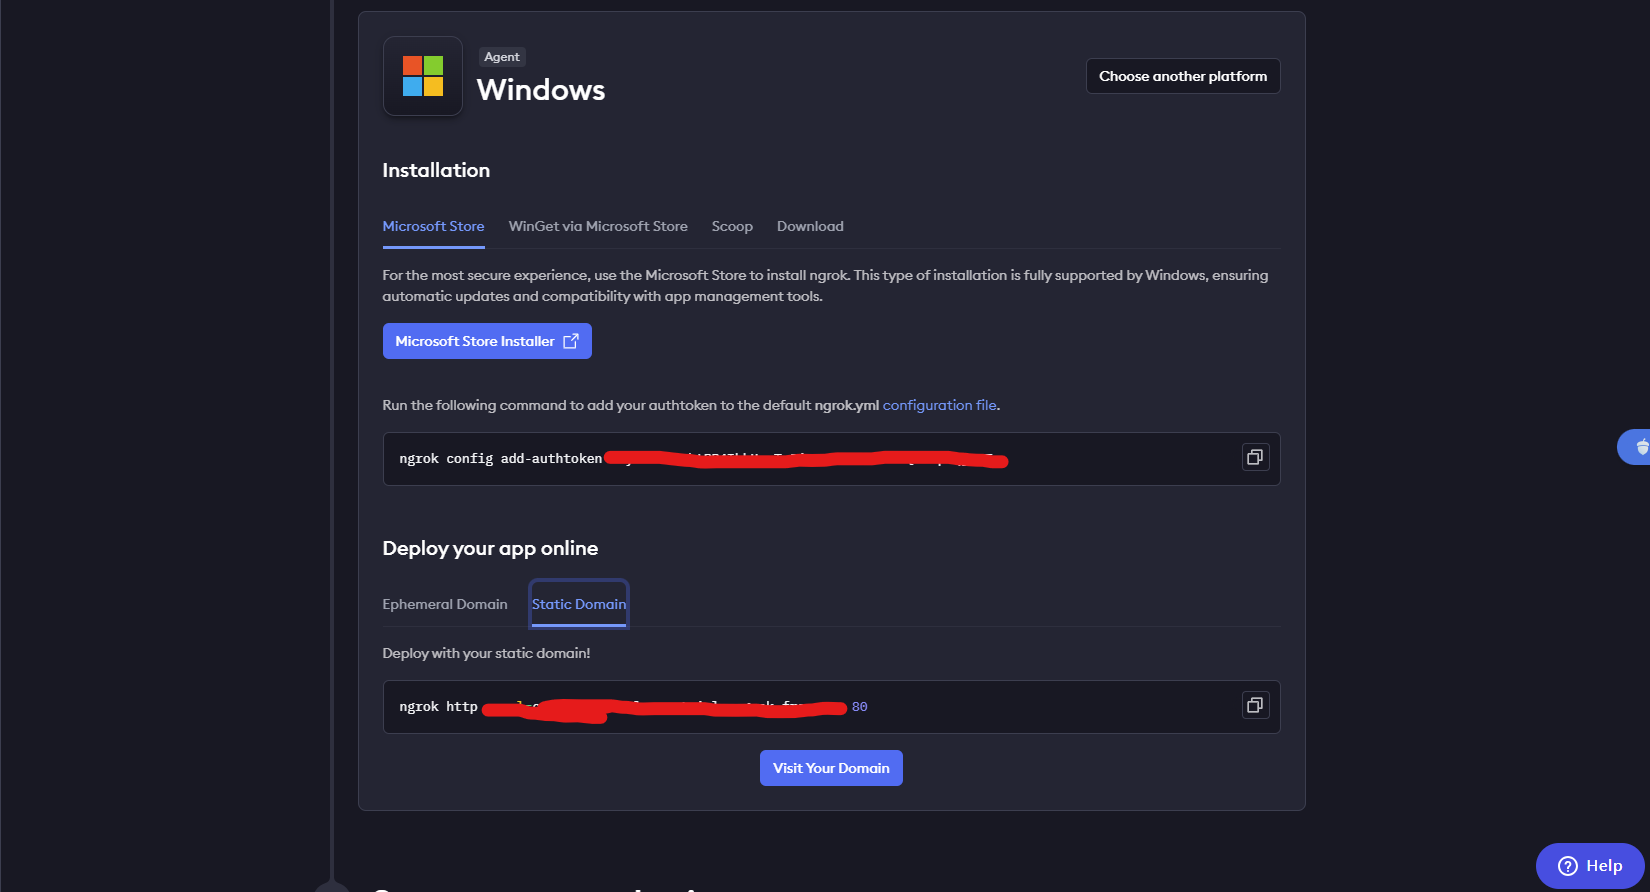 Agent
Windows
Choose another platform
Installation
Microsoft Store WinGet via Microsoft Store Scoop Download
For the most secure experience, use the Microsoft Store to install ngrok. This type of installation is fully supported by Windows, ensuring
automatic updates and compatibility with app management tools.
Microsoft Store Installer
Run the following command to add your authtoken to the default ngrok.yml configuration file.
ngrok config add-authtoken
Deploy your app online
Ephemeral Domain Static Domain
Deploy with your static domain!
ngrok http 80
Visit Your Domain
Help